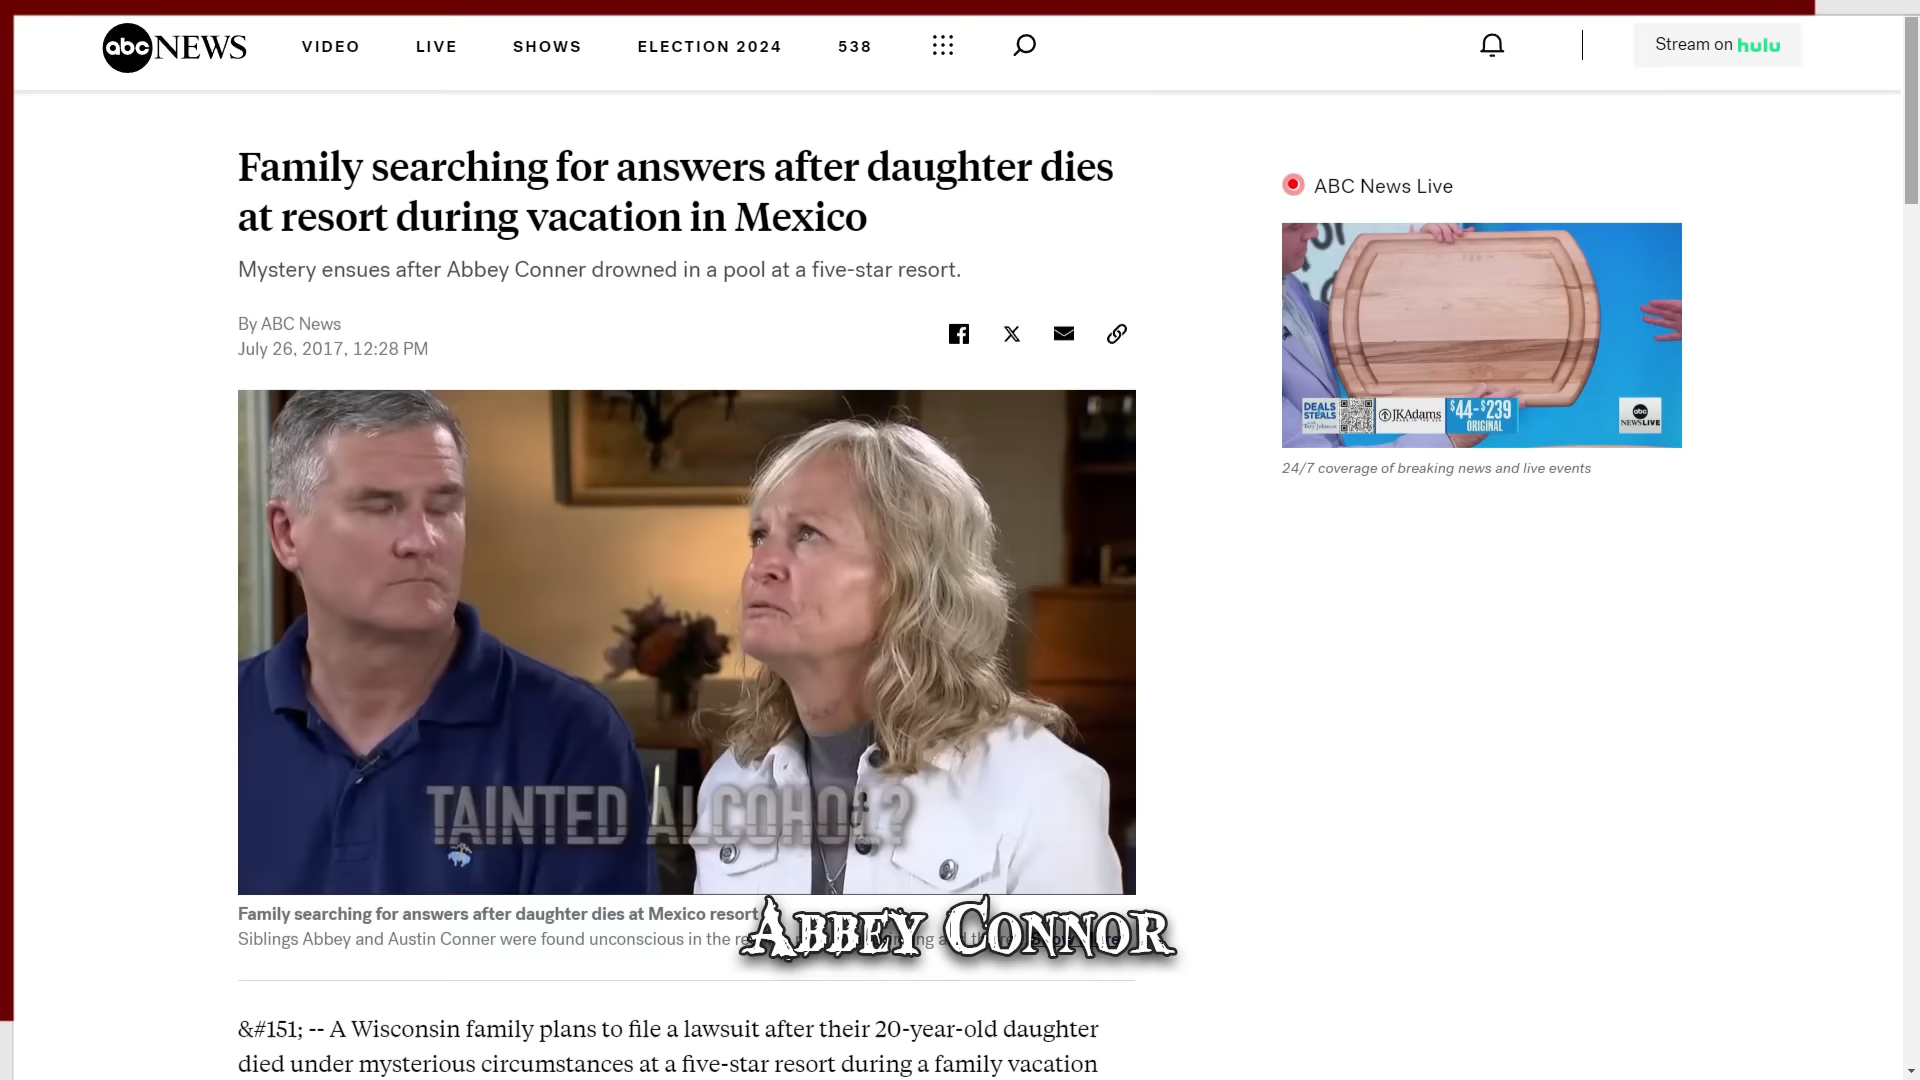 abc NEWS
VIDEO
LIVE
SHOWS
ELECTION 2024
538
Stream on hulu
Family searching for answers after daughter dies
at resort during vacation in Mexico
Mystery ensues after Abbey Conner drowned in a pool at a five-star resort.
By ABC News
July 26, 2017, 12:28 PM
ABC News Live
DEALS
STEALS
JKAdams
$44-$239
ORIGINAL
abc
NEWSLIVE
24/7 coverage of breaking news and live events
TAINTED ALCOHOL?
Family searching for answers after daughter dies at Mexico resort
Siblings Abbey and Austin Conner were found unconscious in the
ABBEY CONNOR
&#151; -- A Wisconsin family plans to file a lawsuit after their 20-year-old daughter
died under mysterious circumstances at a five-star resort during a family vacation